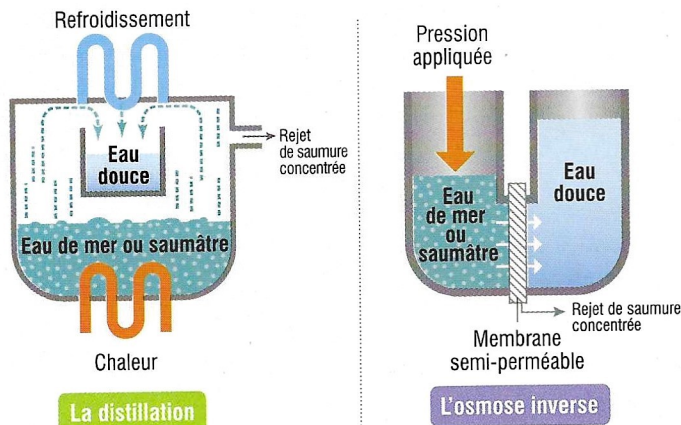 Refroidissement
Eau
douce
Rejet
de saumure
concentrée
Eau de mer ou saumâtre
Chaleur
La distillation
Pression
appliquée
Eau
de mer
ou
saumâtre
Eau
douce
Rejet de saumure
concentrée
Membrane
semi-perméable
L'osmose inverse